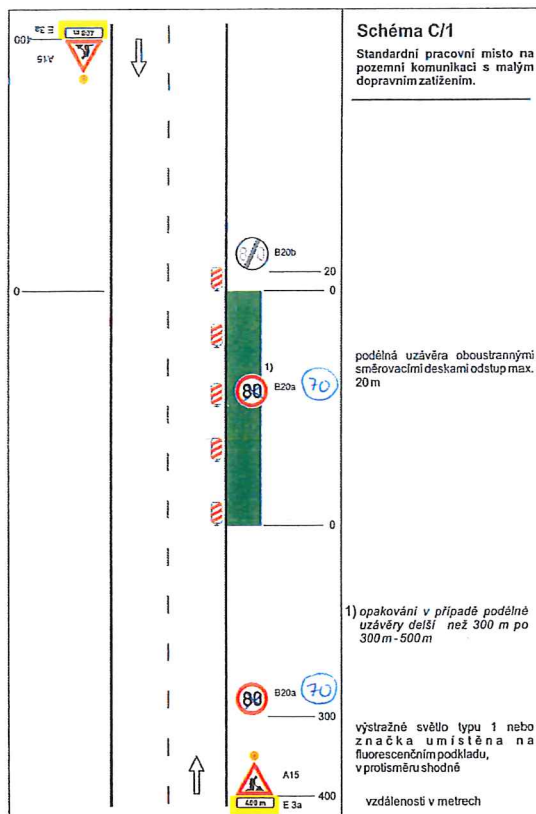 Schéma C/1
Standardní pracovní místo na
pozemní komunikaci s malým
dopravním zatížením.
E 3a
400 m
400
A15
80
B20b
20
0
0
1)
80
B20a
70
podélná uzávěra oboustrannými
směrovacími deskami odstup max.
20 m
0
1) opakování v případě podélné
uzávěry delší než 300 m po
300 m - 500 m
80
B20a
70
300
výstražné světlo typu 1 nebo
značka umístěna na
fluorescenčním podkladu,
v protisměru shodně
A15
400
400 m
E 3a
vzdálenosti v metrech